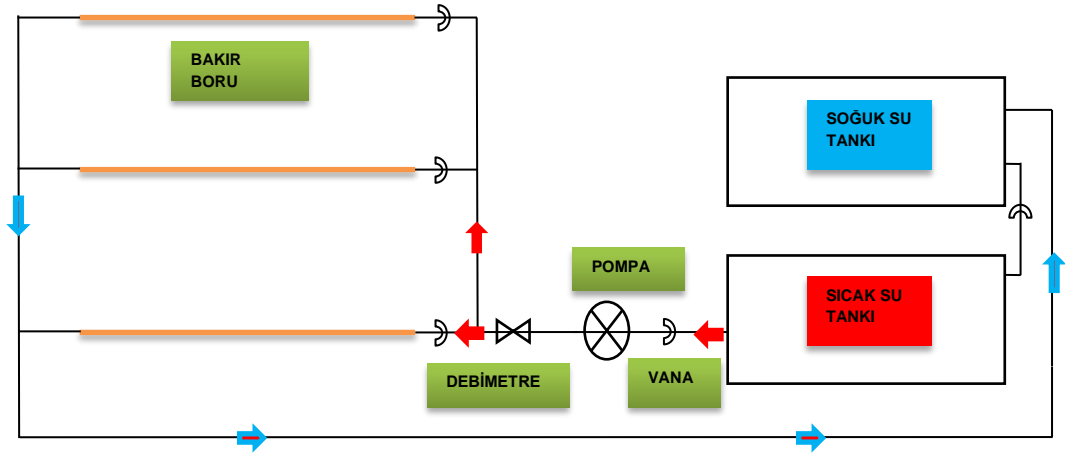 BAKIR
BORU
SOĞUK SU
TANKI
POMPA
SICAK SU
TANKI
DEBİMETRE
VANA